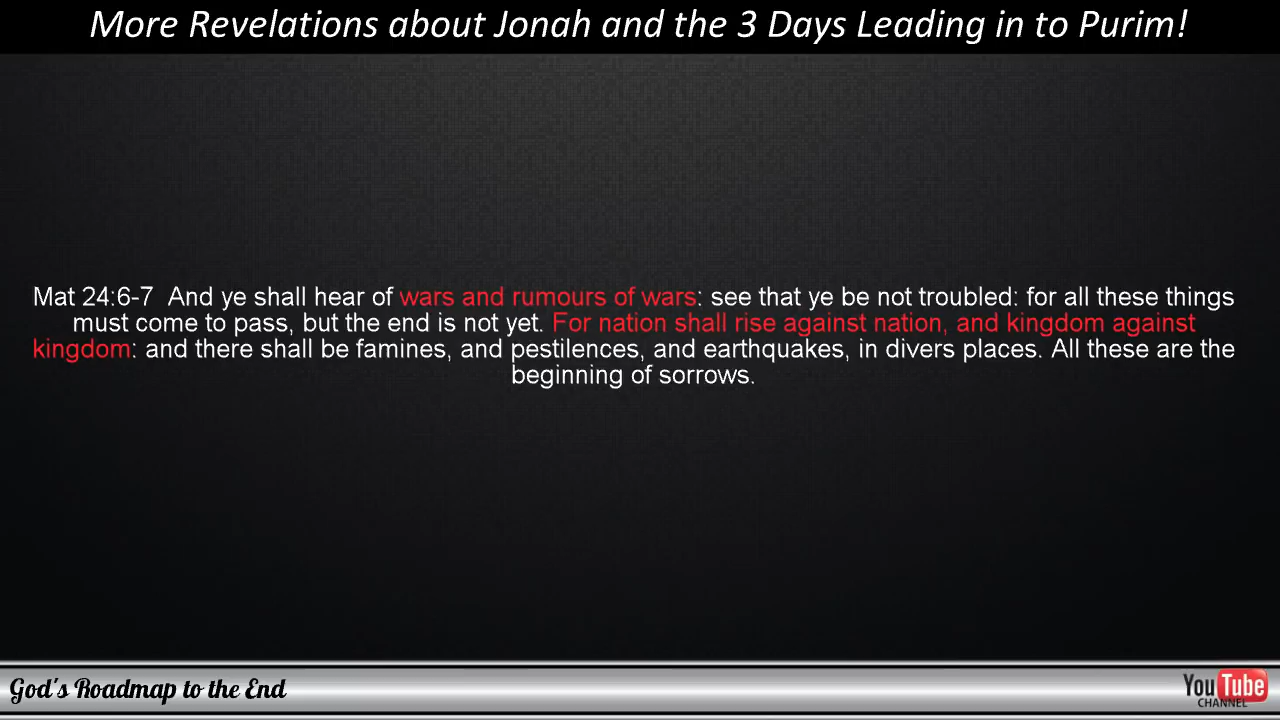 More Revelations about Jonah and the 3 Days Leading in to Purim!
Mat 24:6-7  And ye shall hear of wars and rumours of wars: see that ye be not troubled: for all these things
must come to pass, but the end is not yet. For nation shall rise against nation, and kingdom against
kingdom: and there shall be famines, and pestilences, and earthquakes, in divers places. All these are the
beginning of sorrows.
God's Roadmap to the End
YouTube
CHANNEL